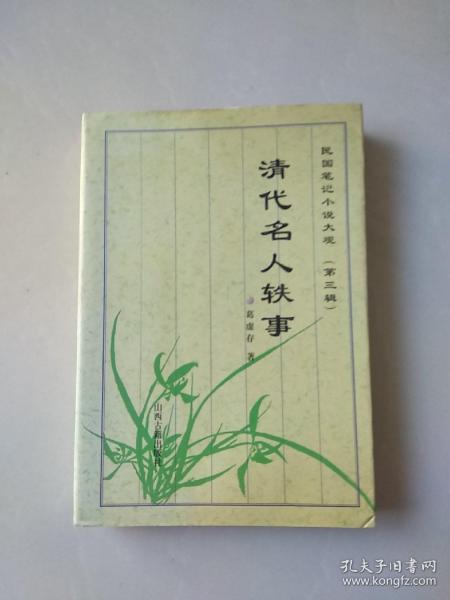 民国笔记小说大观（第三辑）
清代名人轶事
葛虚存 著
山西古籍出版社
孔夫子旧书网
www.kongfz.com